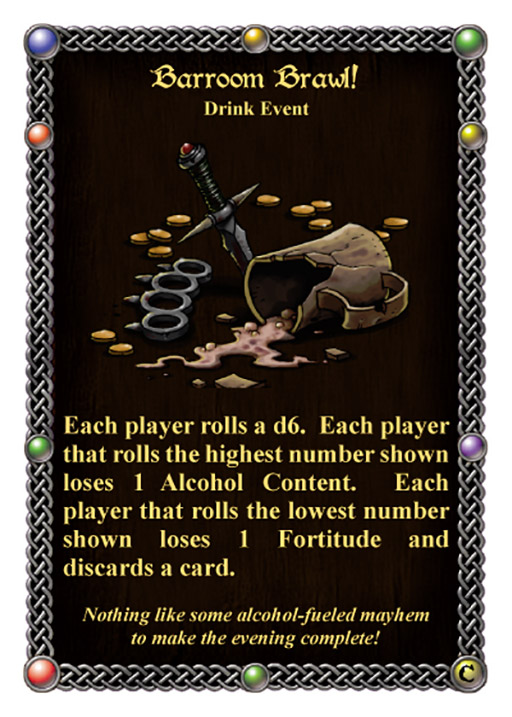 Barroom Brawl!
Drink Event
Each player rolls a d6. Each player
that rolls the highest number shown
loses 1 Alcohol Content. Each
player that rolls the lowest number
shown loses 1 Fortitude and
discards a card.
Nothing like some alcohol-fueled mayhem
to make the evening complete!
C